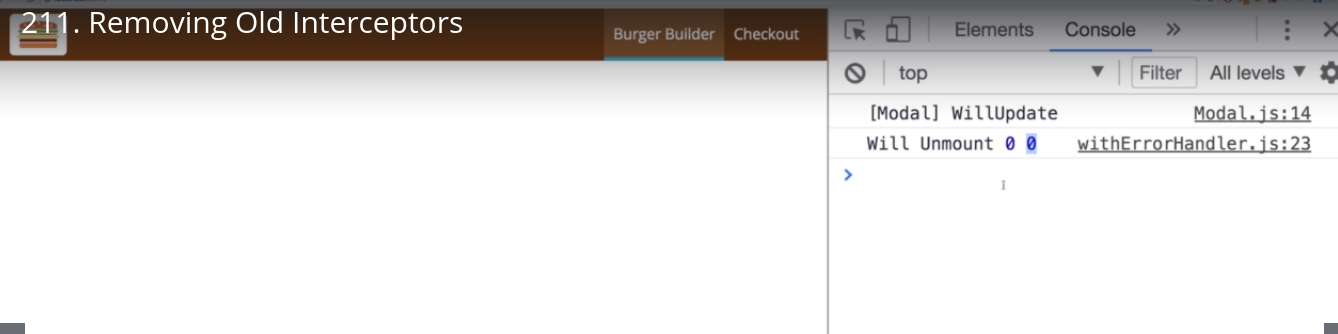 211. Removing Old Interceptors
Burger Builder Checkout
Elements Console »
top Filter All levels
[Modal] WillUpdate Modal.js:14
Will Unmount 0 0 withErrorHandler.js:23
>